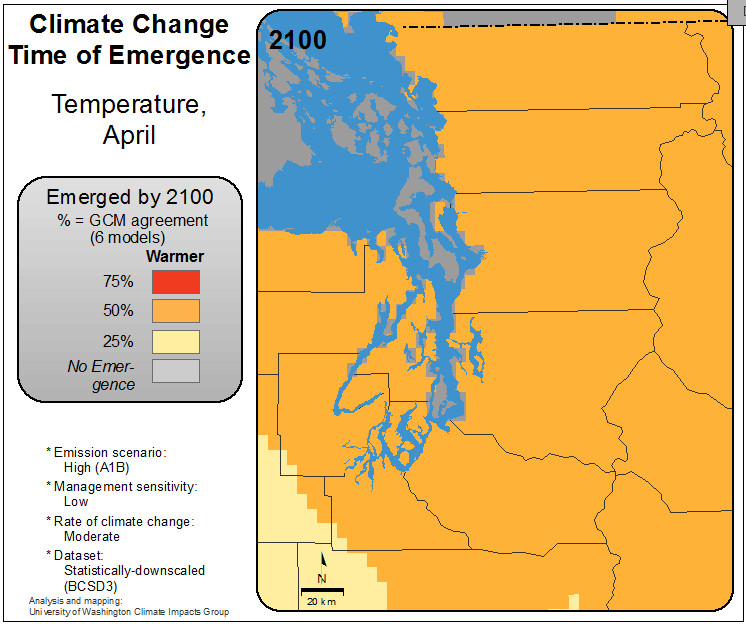 Climate Change
Time of Emergence
Temperature,
April
Emerged by 2100
% = GCM agreement
(6 models)
Warmer
75%
50%
25%
No Emer-
gence
* Emission scenario:
High (A1B)
* Management sensitivity:
Low
* Rate of climate change:
Moderate
* Dataset:
Statistically-downscaled
(BCSD3)
Analysis and mapping:
University of Washington Climate Impacts Group
2100
N
20 km